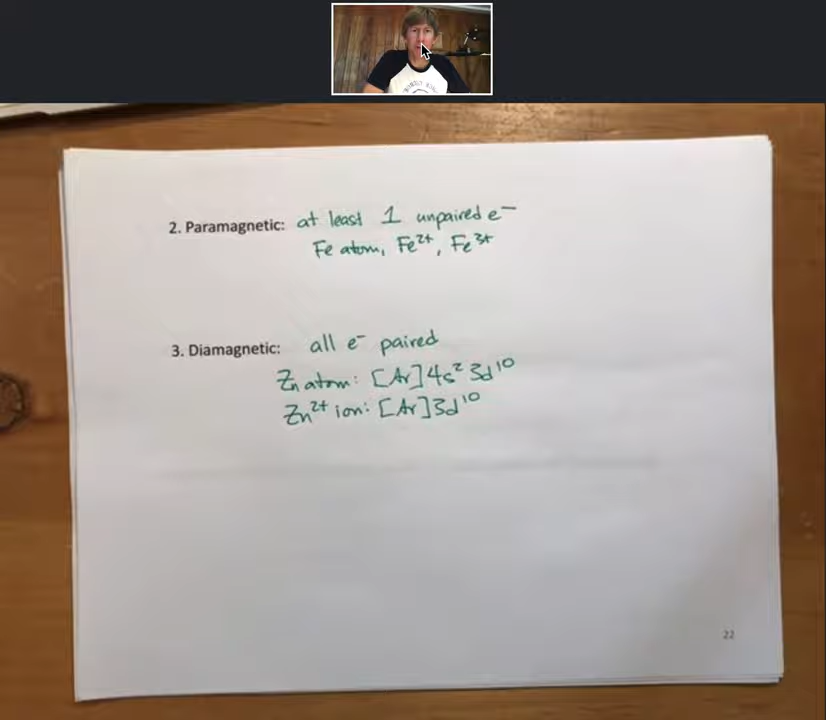 2. Paramagnetic: at least 1 unpaired e⁻
Fe atom, Fe²⁺, Fe³⁺
3. Diamagnetic: all e⁻ paired
Zn atom: [Ar]4s² 3d¹⁰
Zn²⁺ ion: [Ar]3d¹⁰
22